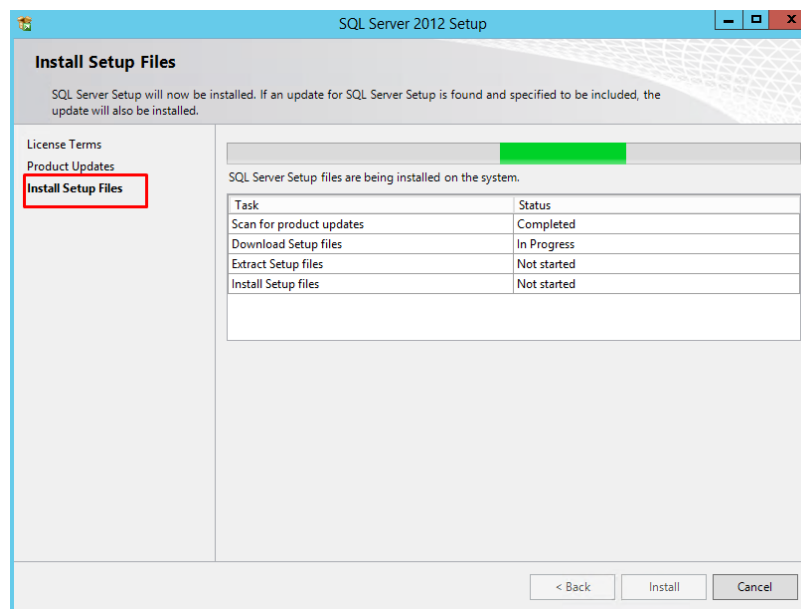 SQL Server 2012 Setup
Install Setup Files
SQL Server Setup will now be installed. If an update for SQL Server Setup is found and specified to be included, the
update will also be installed.
License Terms
Product Updates
Install Setup Files
SQL Server Setup files are being installed on the system.
Task Status
Scan for product updates Completed
Download Setup files In Progress
Extract Setup files Not started
Install Setup files Not started
< Back Install Cancel